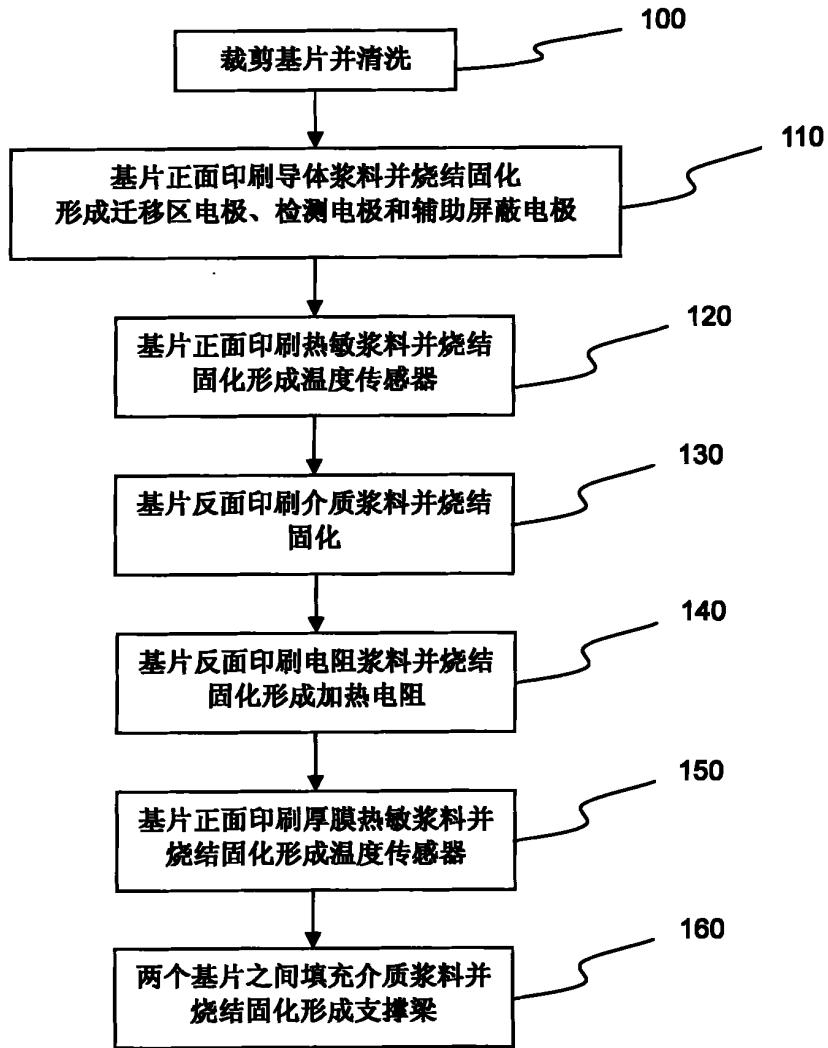 100
裁剪基片并清洗
110
基片正面印刷导体浆料并烧结固化
形成迁移区电极、检测电极和辅助屏蔽电极
120
基片正面印刷热敏浆料并烧结
固化形成温度传感器
130
基片反面印刷介质浆料并烧结
固化
140
基片反面印刷电阻浆料并烧结
固化形成加热电阻
150
基片正面印刷厚膜热敏浆料并
烧结固化形成温度传感器
160
两个基片之间填充介质浆料并
烧结固化形成支撑梁